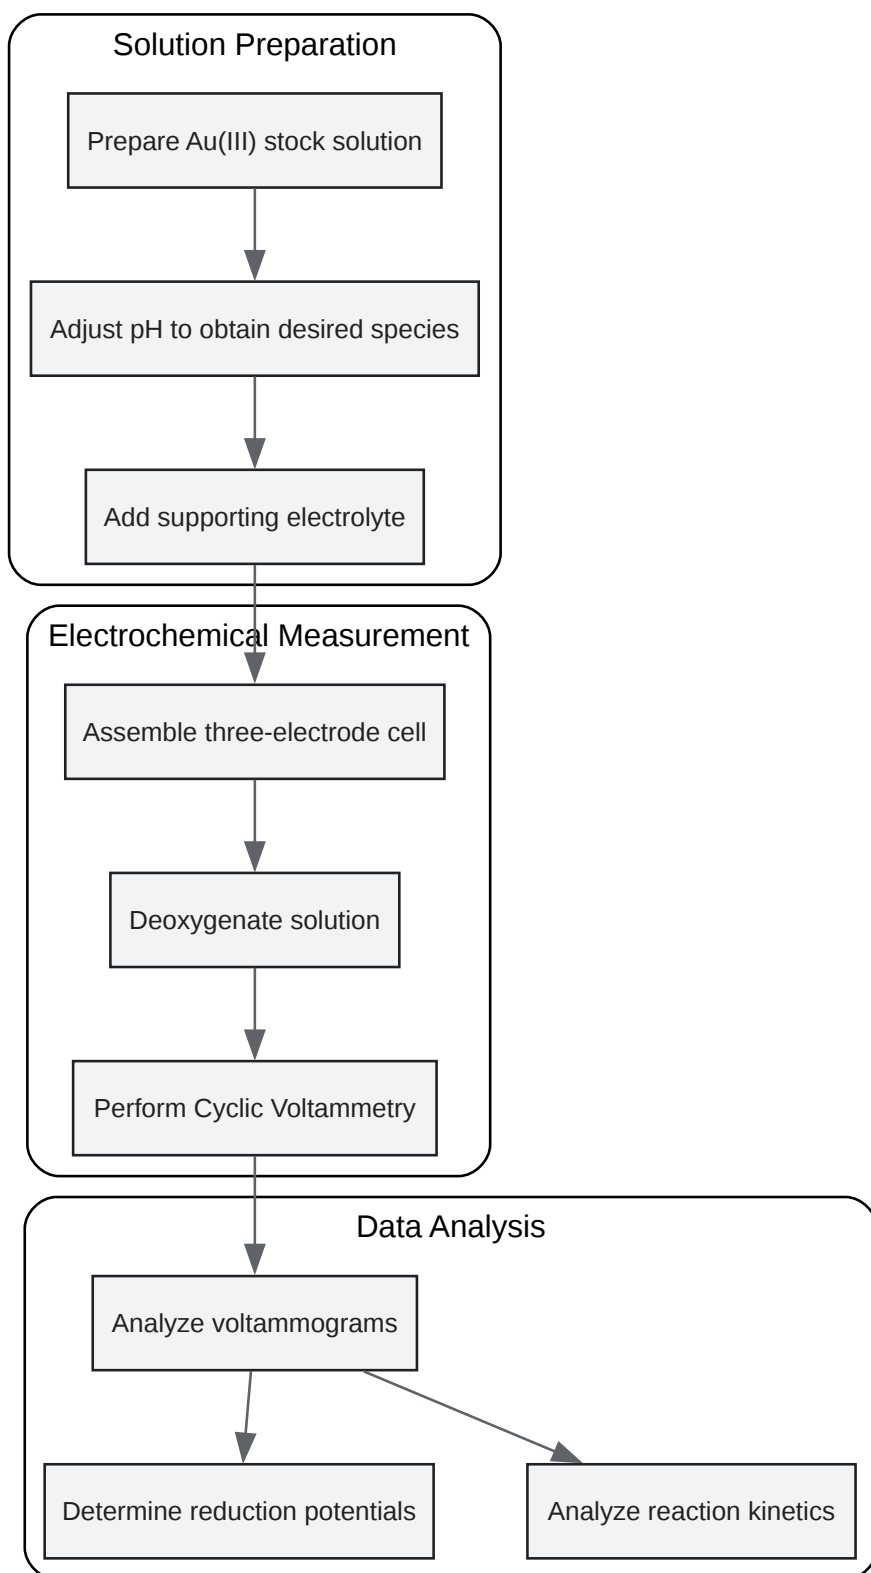 Solution Preparation
Prepare Au(III) stock solution
Adjust pH to obtain desired species
Add supporting electrolyte
Electrochemical Measurement
Assemble three-electrode cell
Deoxygenate solution
Perform Cyclic Voltammetry
Data Analysis
Analyze voltammograms
Determine reduction potentials
Analyze reaction kinetics